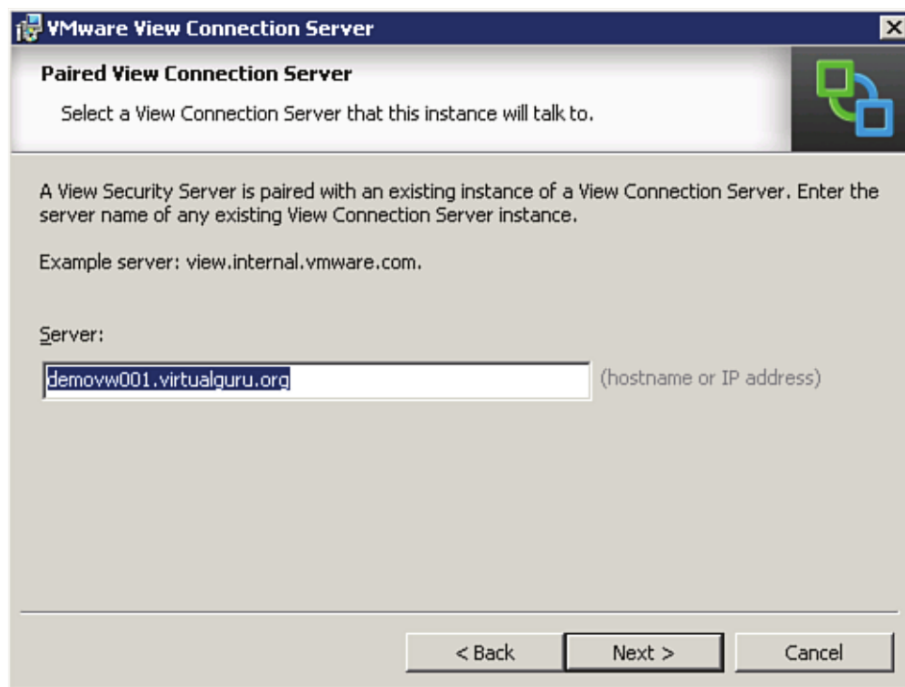 VMware View Connection Server
Paired View Connection Server
Select a View Connection Server that this instance will talk to.
A View Security Server is paired with an existing instance of a View Connection Server. Enter the
server name of any existing View Connection Server instance.
Example server: view.internal.vmware.com.
Server:
demovw001.virtualguru.org (hostname or IP address)
< Back Next > Cancel